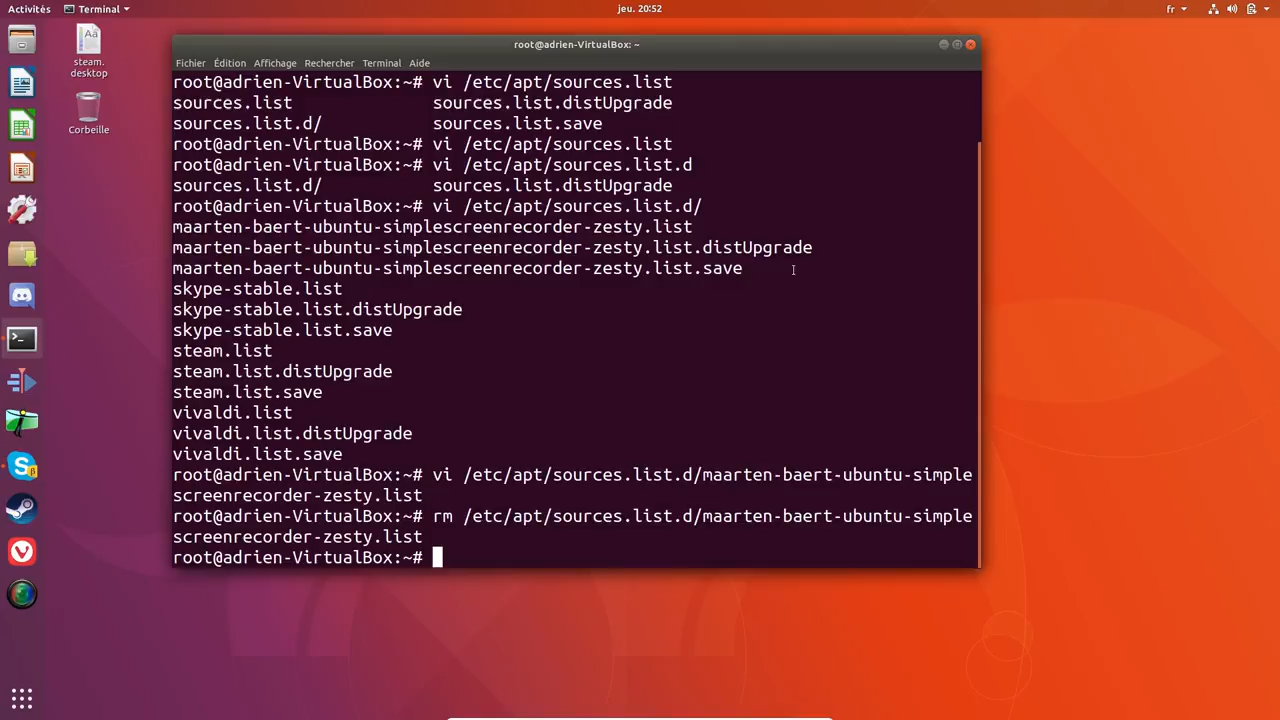 Activités
Terminal
jeu. 20:52
fr
Aa
steam.
desktop
Corbeille
root@adrien-VirtualBox: ~
Fichier Édition Affichage Rechercher Terminal Aide
root@adrien-VirtualBox:~# vi /etc/apt/sources.list
sources.list sources.list.distUpgrade
sources.list.d/ sources.list.save
root@adrien-VirtualBox:~# vi /etc/apt/sources.list
root@adrien-VirtualBox:~# vi /etc/apt/sources.list.d
sources.list.d/ sources.list.distUpgrade
root@adrien-VirtualBox:~# vi /etc/apt/sources.list.d/
maarten-baert-ubuntu-simplescreenrecorder-zesty.list
maarten-baert-ubuntu-simplescreenrecorder-zesty.list.distUpgrade
maarten-baert-ubuntu-simplescreenrecorder-zesty.list.save
skype-stable.list
skype-stable.list.distUpgrade
skype-stable.list.save
steam.list
steam.list.distUpgrade
steam.list.save
vivaldi.list
vivaldi.list.distUpgrade
vivaldi.list.save
root@adrien-VirtualBox:~# vi /etc/apt/sources.list.d/maarten-baert-ubuntu-simple
screenrecorder-zesty.list
root@adrien-VirtualBox:~# rm /etc/apt/sources.list.d/maarten-baert-ubuntu-simple
screenrecorder-zesty.list
root@adrien-VirtualBox:~#